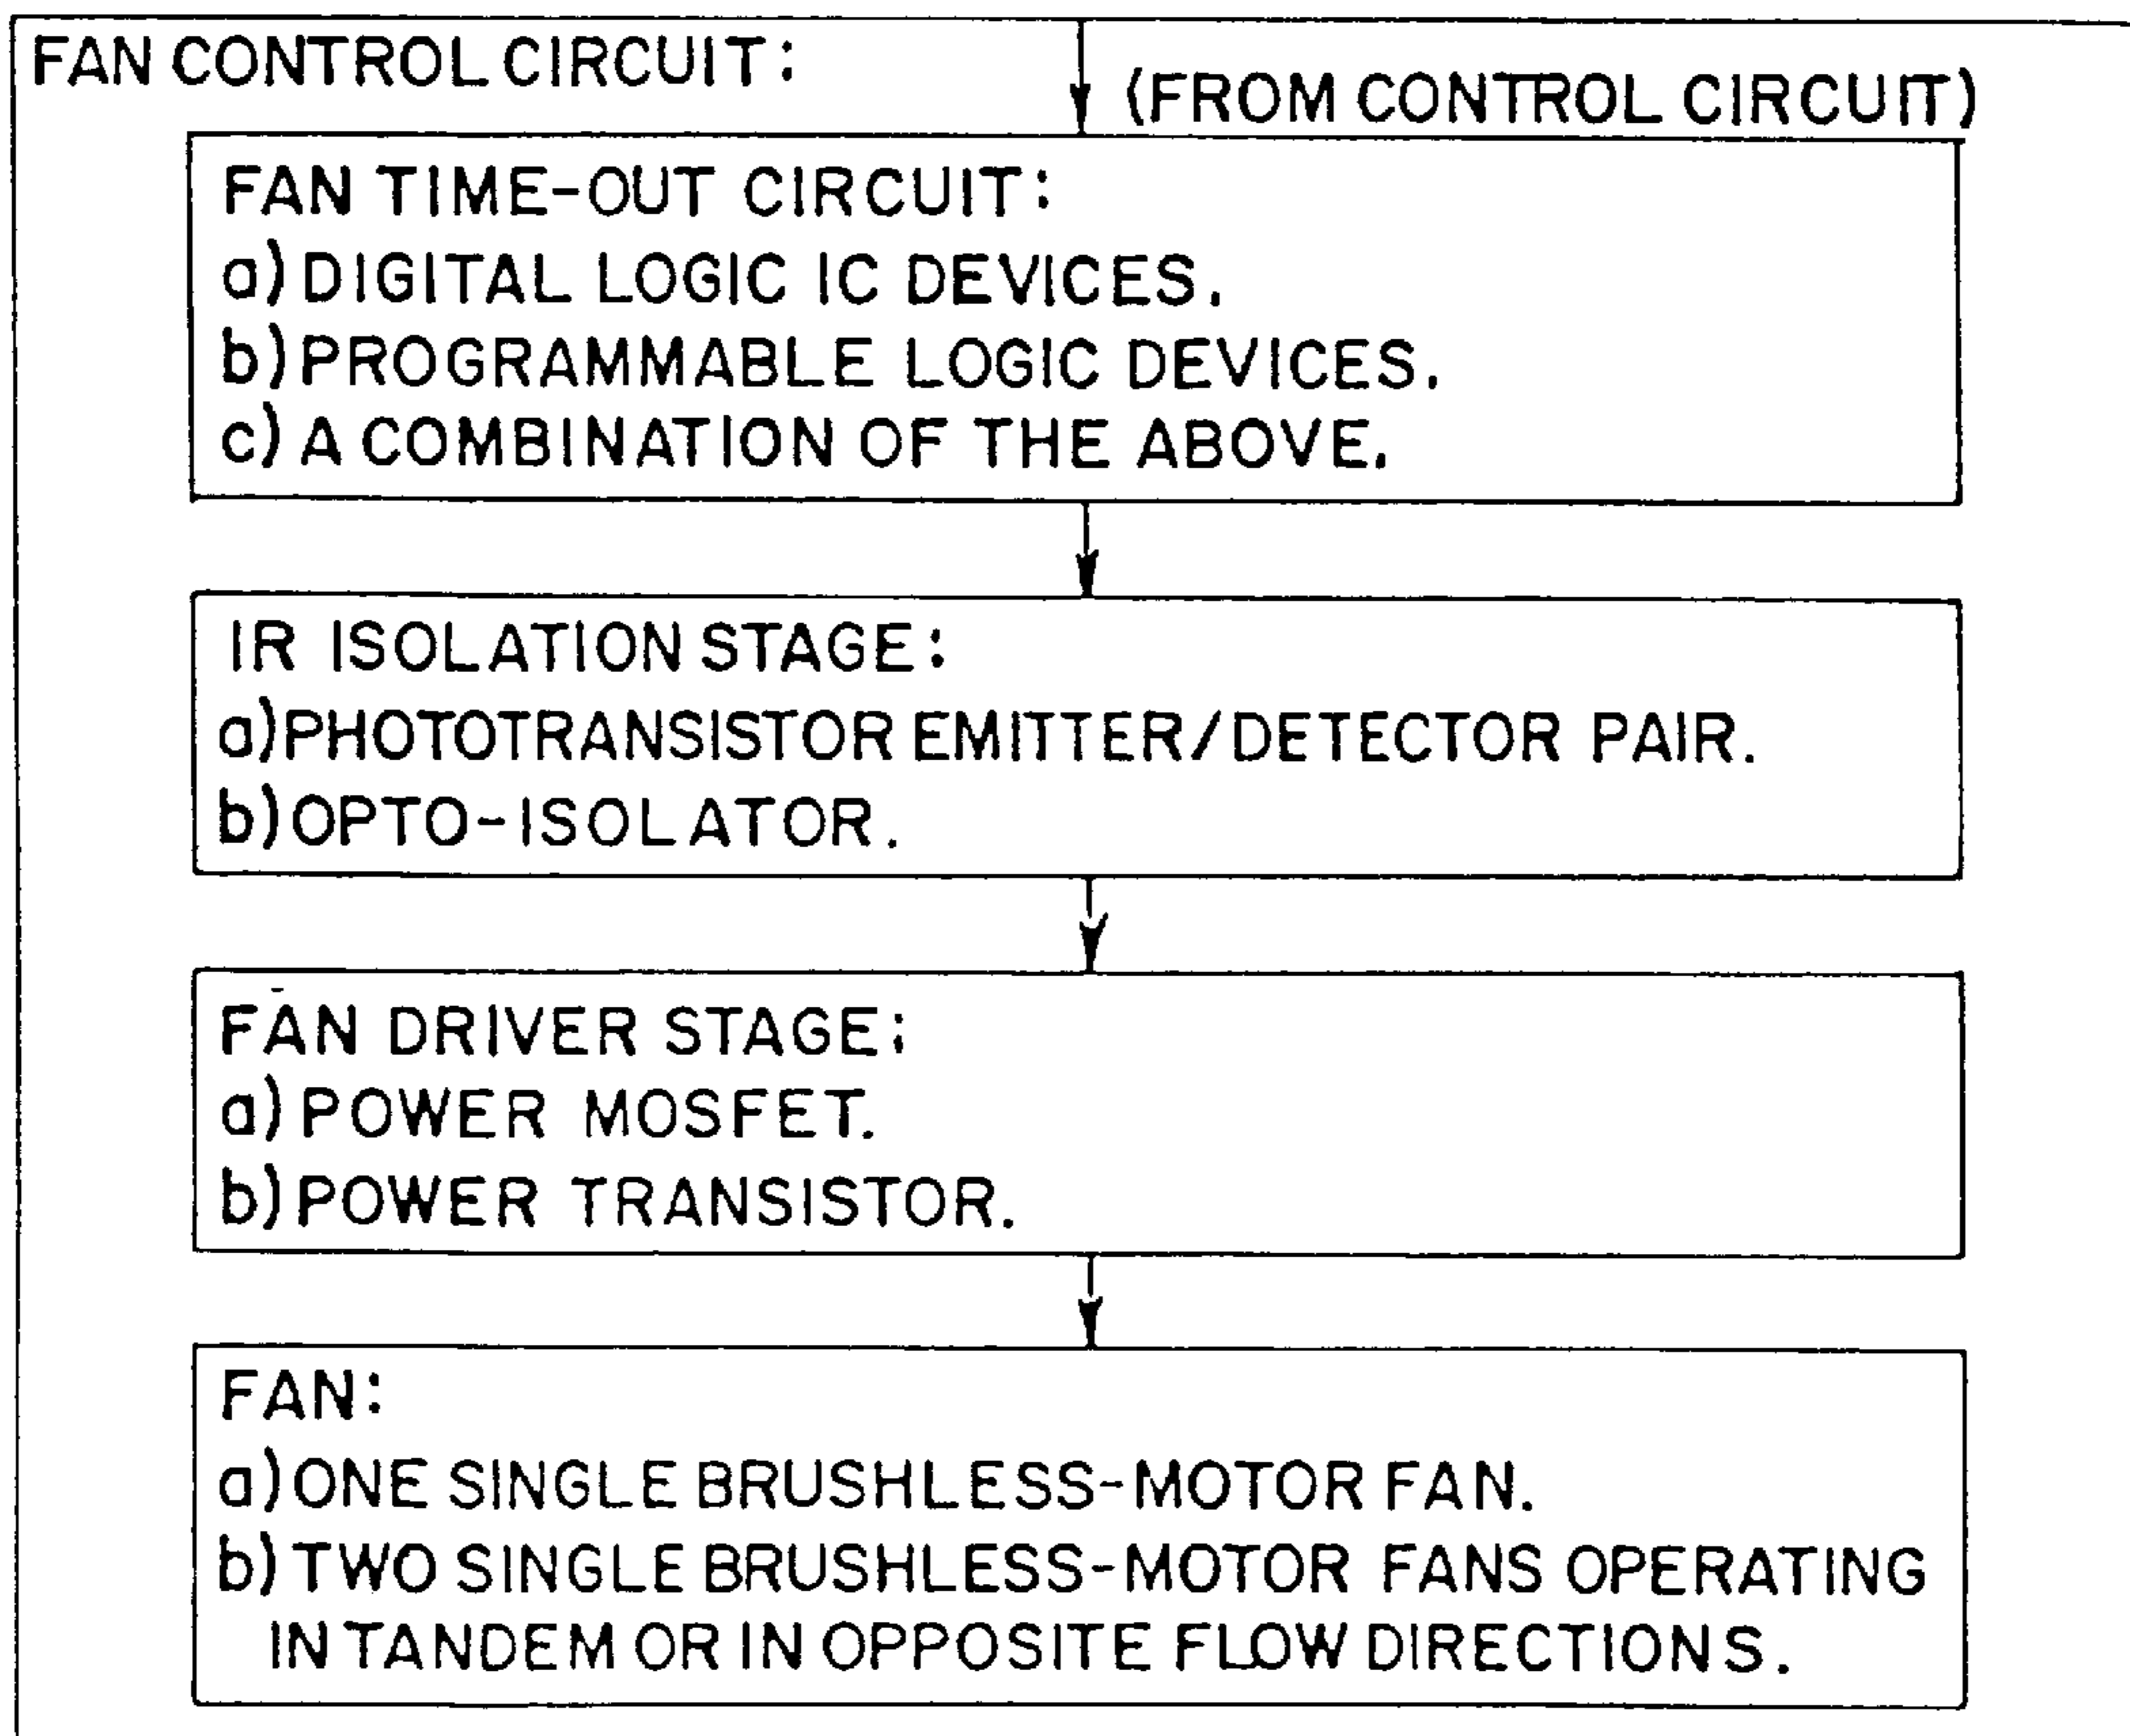 FAN CONTROL CIRCUIT:
(FROM CONTROL CIRCUIT)
FAN TIME-OUT CIRCUIT:
a) DIGITAL LOGIC IC DEVICES.
b) PROGRAMMABLE LOGIC DEVICES.
c) A COMBINATION OF THE ABOVE.
IR ISOLATION STAGE:
a) PHOTOTRANSISTOR EMITTER/DETECTOR PAIR.
b) OPTO-ISOLATOR.
FAN DRIVER STAGE:
a) POWER MOSFET.
b) POWER TRANSISTOR.
FAN:
a) ONE SINGLE BRUSHLESS-MOTOR FAN.
b) TWO SINGLE BRUSHLESS-MOTOR FANS OPERATING
IN TANDEM OR IN OPPOSITE FLOW DIRECTIONS.